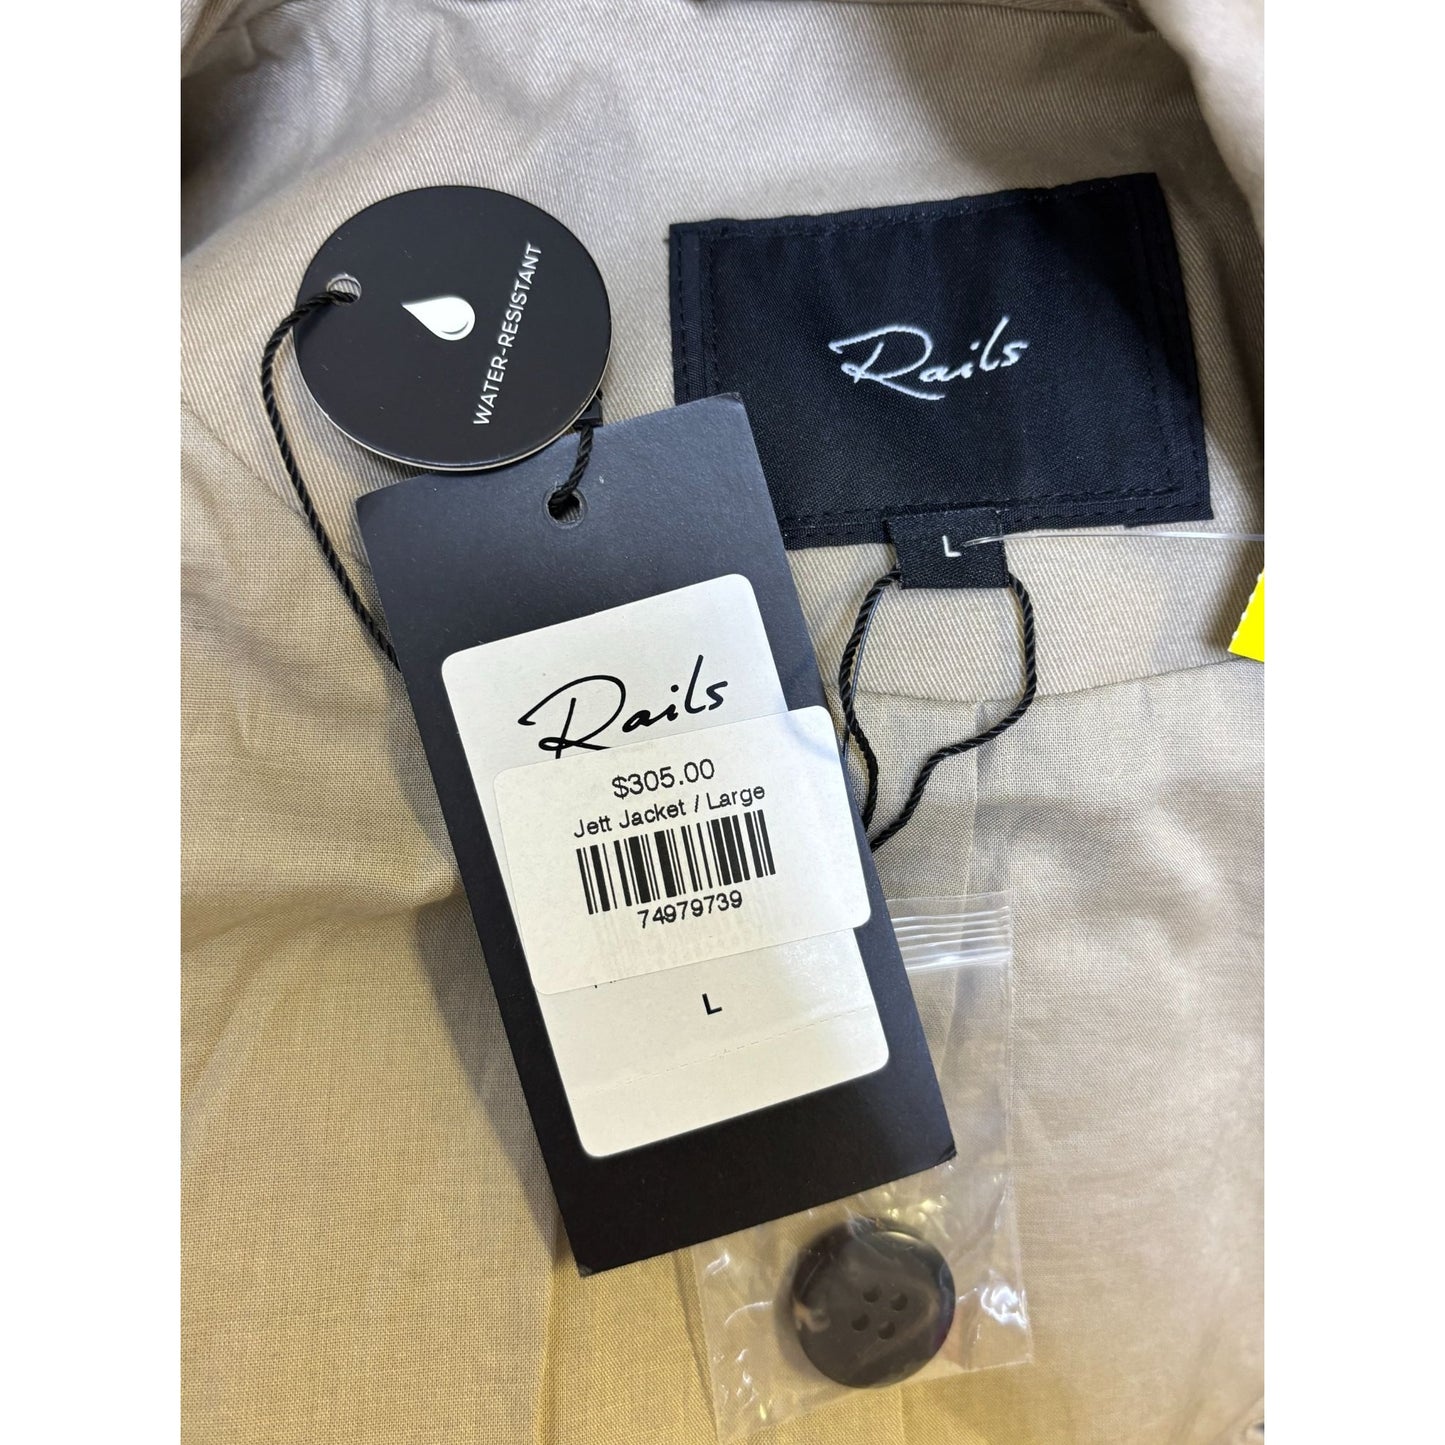 WATER-RESISTANT
Rails
L
Rails
$305.00
Jett Jacket / Large
74979739
L